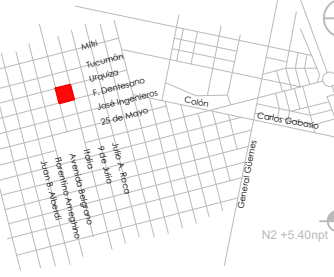 Mitri
Tucumán
Urquiza
F. Dentesano
José Ingenieros
25 de Mayo
Colón
Carlos Gabasio
General Güemes
Julio A. Roca
9 de Julio
Italia
Avenida Belgrano
Florentino Ameghino
Juan B. Alberdi
N2 +5.40npt